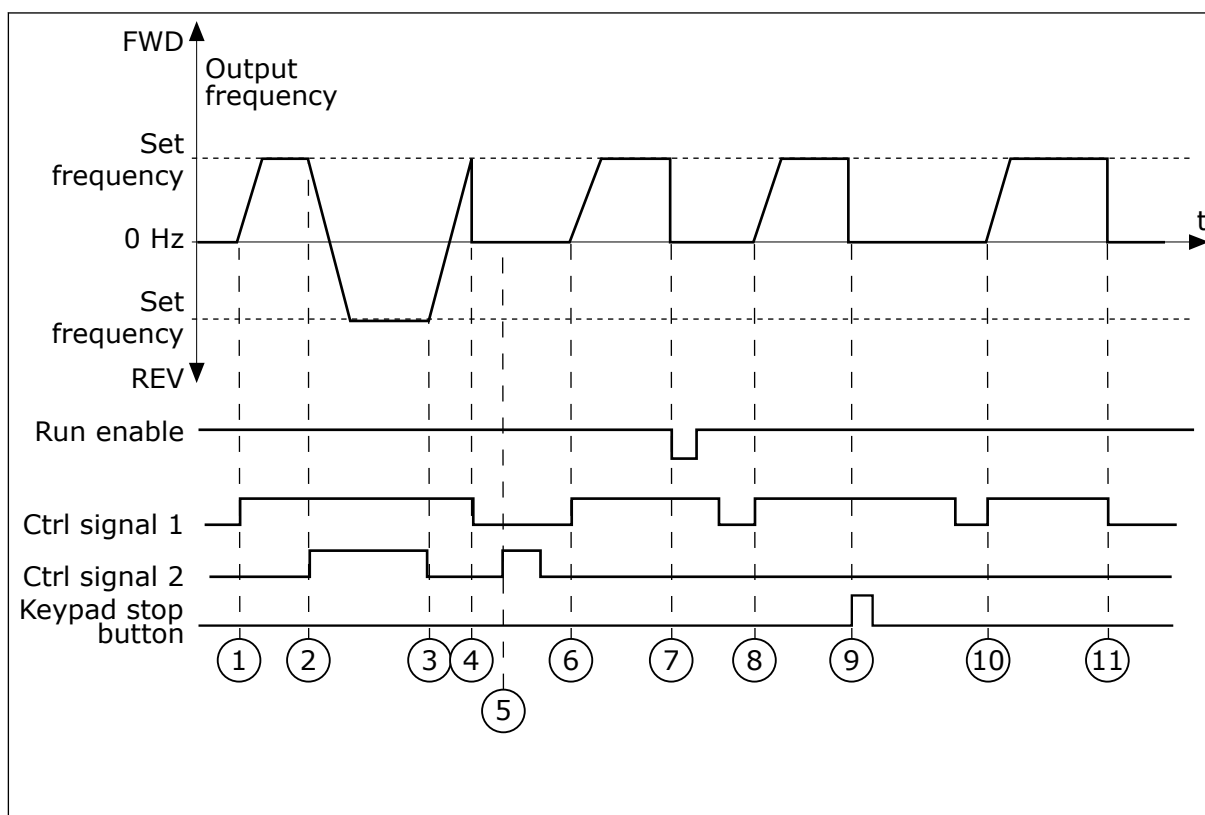 FWD
Output
frequency
Set
frequency
t
0 Hz
Set
frequency
REV
Run enable
Ctrl signal 1
Ctrl signal 2
Keypad stop
button
1
2
3
4
5
6
7
8
9
10
11